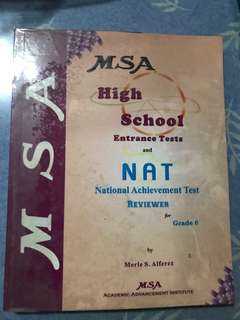 MSA
MSA
High
School
Entrance Tests
and
NAT
National Achievement Test
REVIEWER
for
Grade 6
by
Merle S. Alferez
MSA
ACADEMIC ADVANCEMENT INSTITUTE